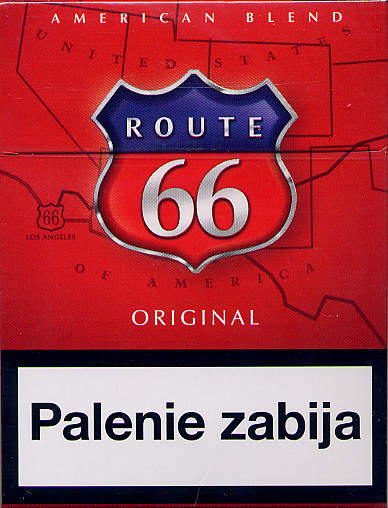 AMERICAN BLEND
UNITED STATES
ROUTE
66
66
LOS ANGELES
OF AMERICA
ORIGINAL
Palenie zabija